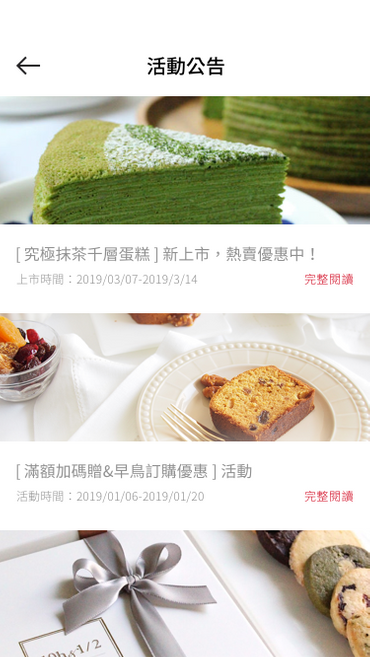 活動公告
[ 究極抹茶千層蛋糕 ] 新上市，熱賣優惠中！
上市時間：2019/03/07-2019/3/14
完整閱讀
[ 滿額加碼贈&早鳥訂購優惠 ] 活動
活動時間：2019/01/06-2019/01/20
完整閱讀